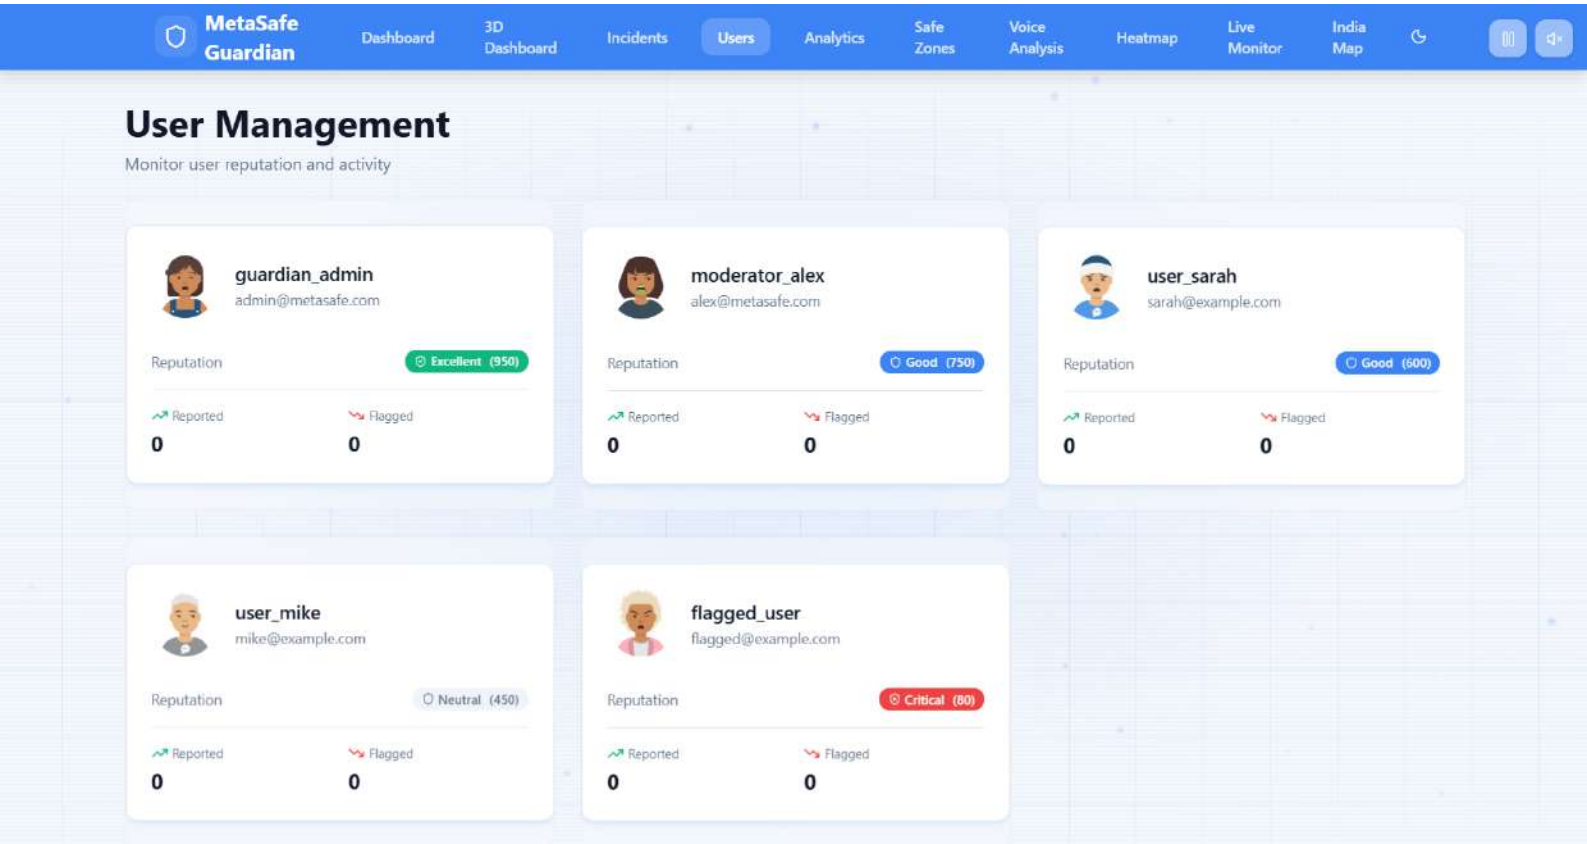 MetaSafe
Guardian
Dashboard
3D
Dashboard
Incidents
Users
Analytics
Safe
Zones
Voice
Analysis
Heatmap
Live
Monitor
India
Map
User Management
Monitor user reputation and activity
guardian_admin
admin@metasafe.com
Reputation
Excellent (950)
Reported
Flagged
0
0
moderator_alex
alex@metasafe.com
Reputation
Good (750)
Reported
Flagged
0
0
user_sarah
sarah@example.com
Reputation
Good (600)
Reported
Flagged
0
0
user_mike
mike@example.com
Reputation
Neutral (450)
Reported
Flagged
0
0
flagged_user
flagged@example.com
Reputation
Critical (80)
Reported
Flagged
0
0